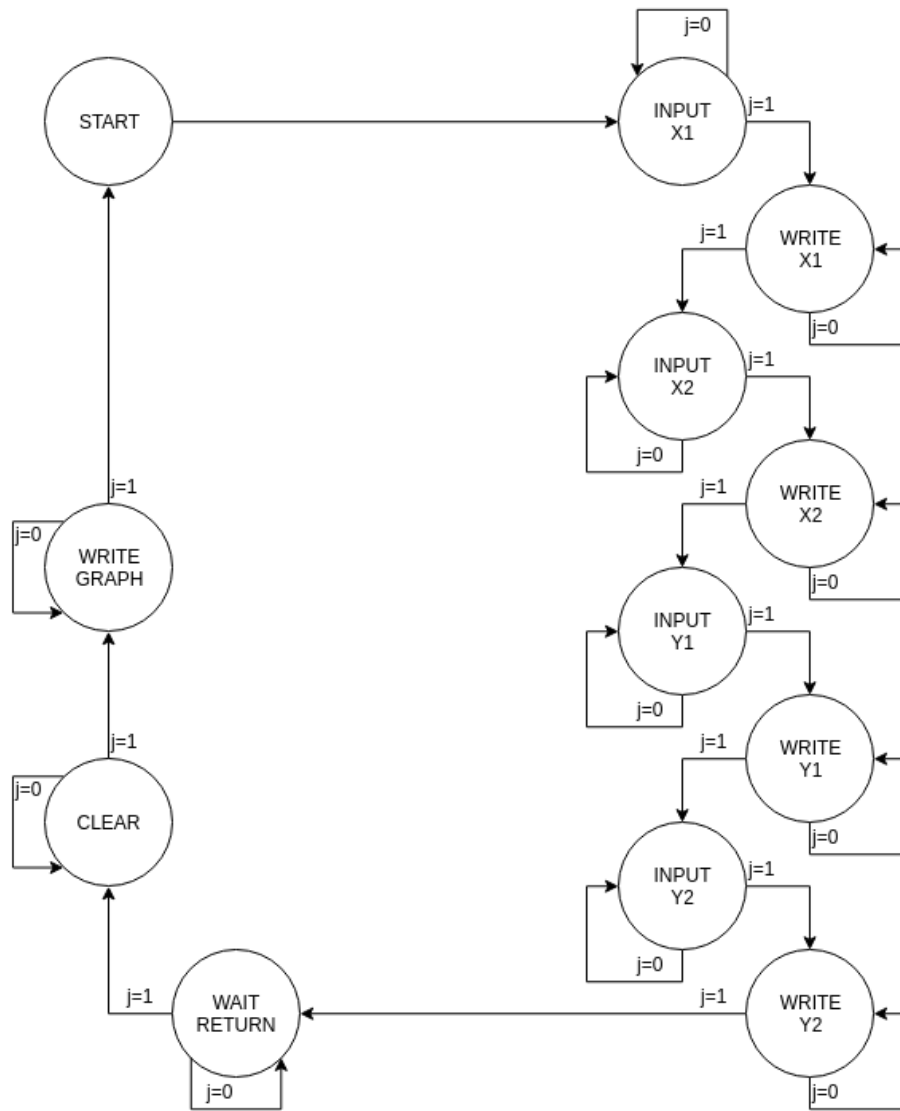 j=0
START
INPUT
X1
j=1
WRITE
X1
j=1
j=0
INPUT
X2
j=1
j=0
WRITE
X2
j=1
j=0
INPUT
Y1
j=1
j=0
WRITE
Y1
j=1
j=0
INPUT
Y2
j=1
j=0
WRITE
Y2
j=1
j=0
WAIT
RETURN
j=1
j=0
CLEAR
j=1
j=0
WRITE
GRAPH
j=1
j=0